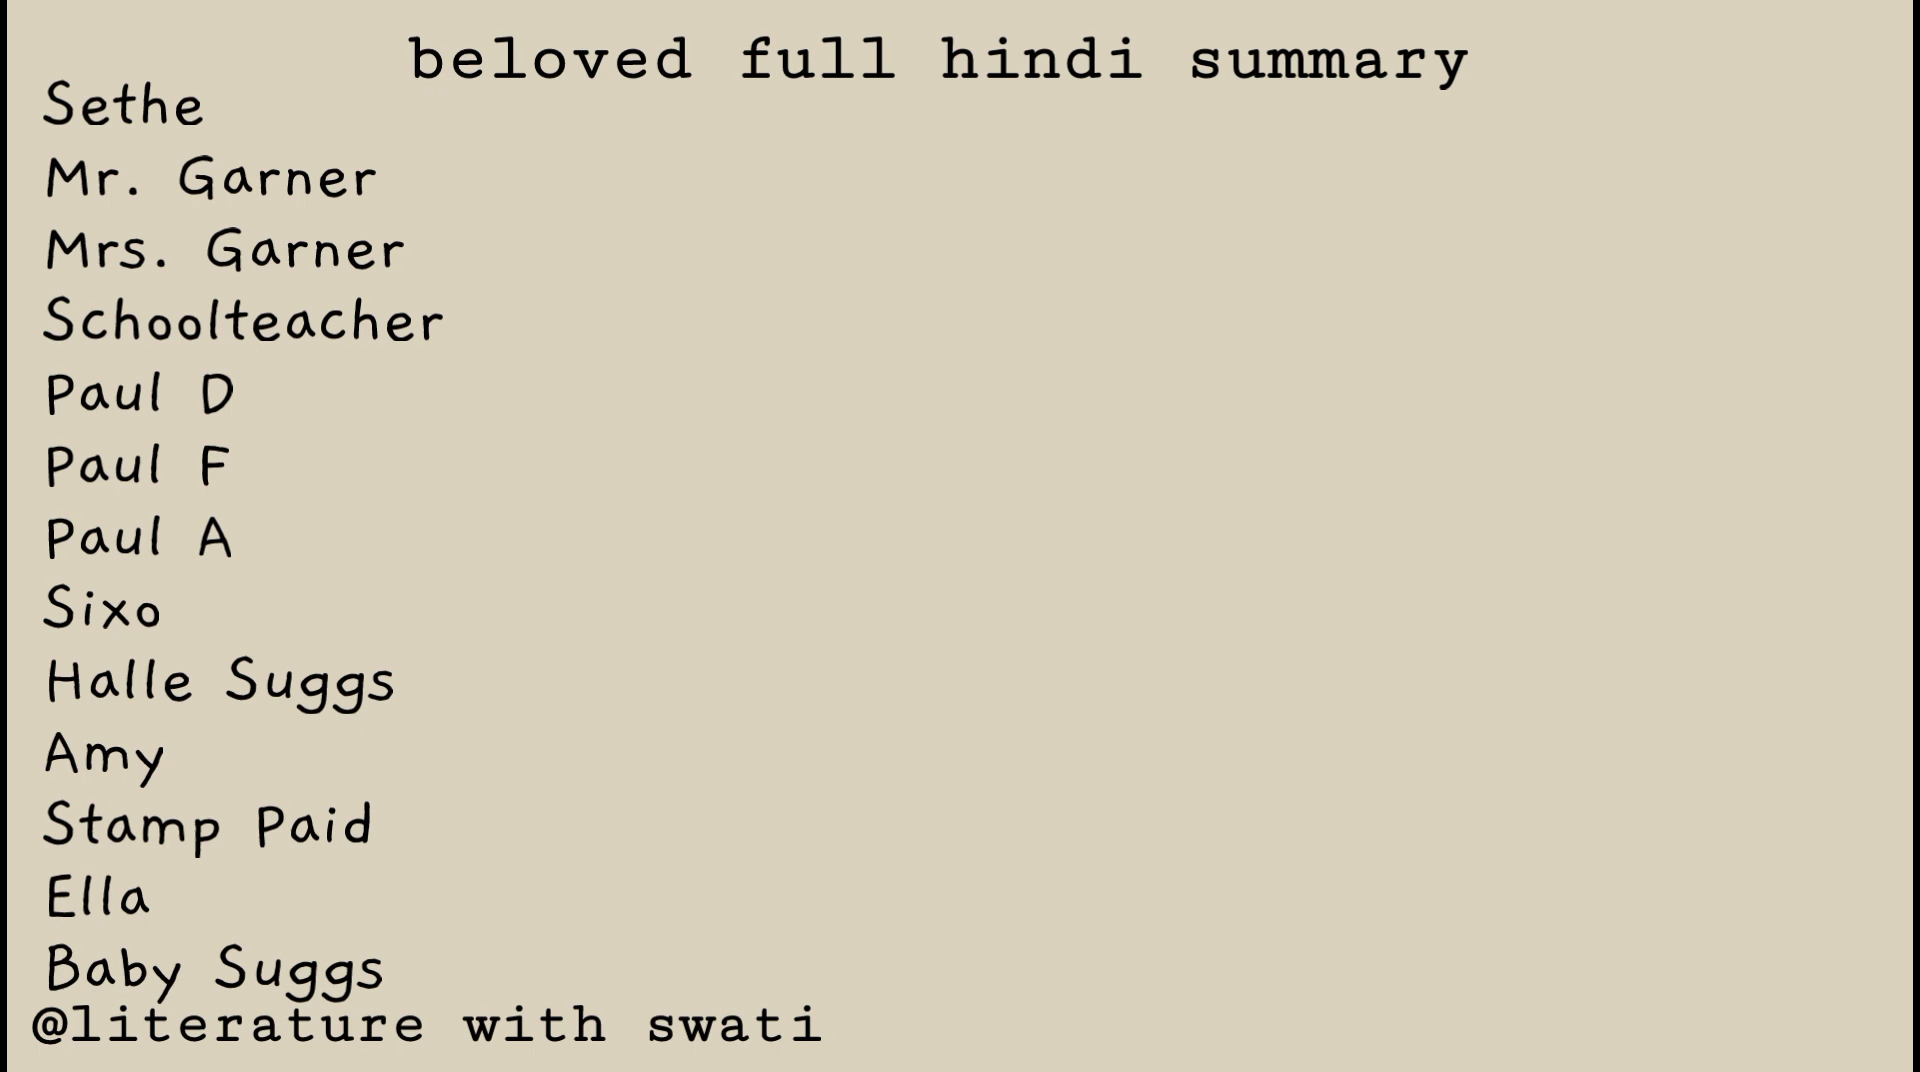 beloved full hindi summary
Sethe
Mr. Garner
Mrs. Garner
Schoolteacher
Paul D
Paul F
Paul A
Sixo
Halle Suggs
Amy
Stamp Paid
Ella
Baby Suggs
@literature with swati